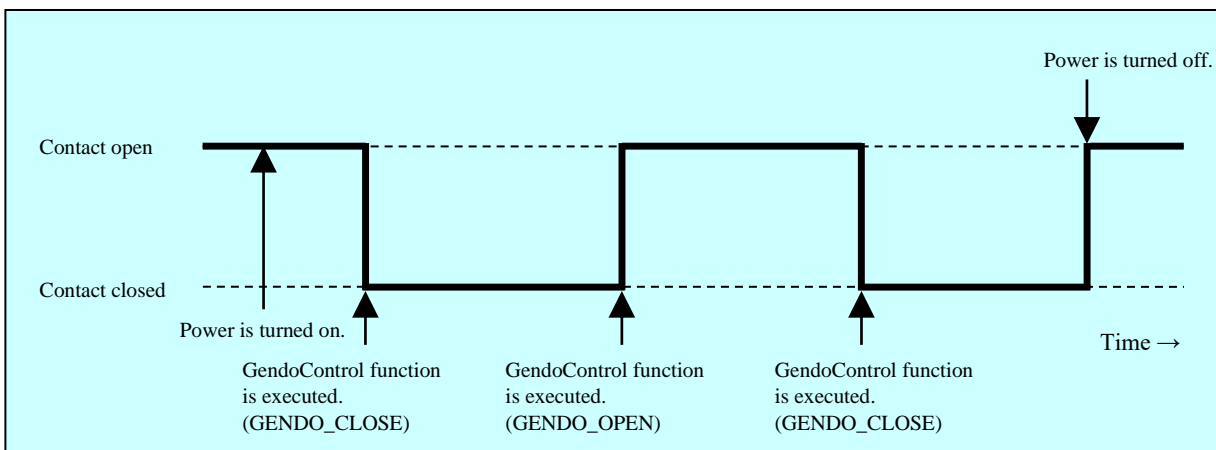 Power is turned off.
Contact open
Contact closed
Power is turned on.
Time →
GendoControl function
is executed.
(GENDO_CLOSE)
GendoControl function
is executed.
(GENDO_OPEN)
GendoControl function
is executed.
(GENDO_CLOSE)